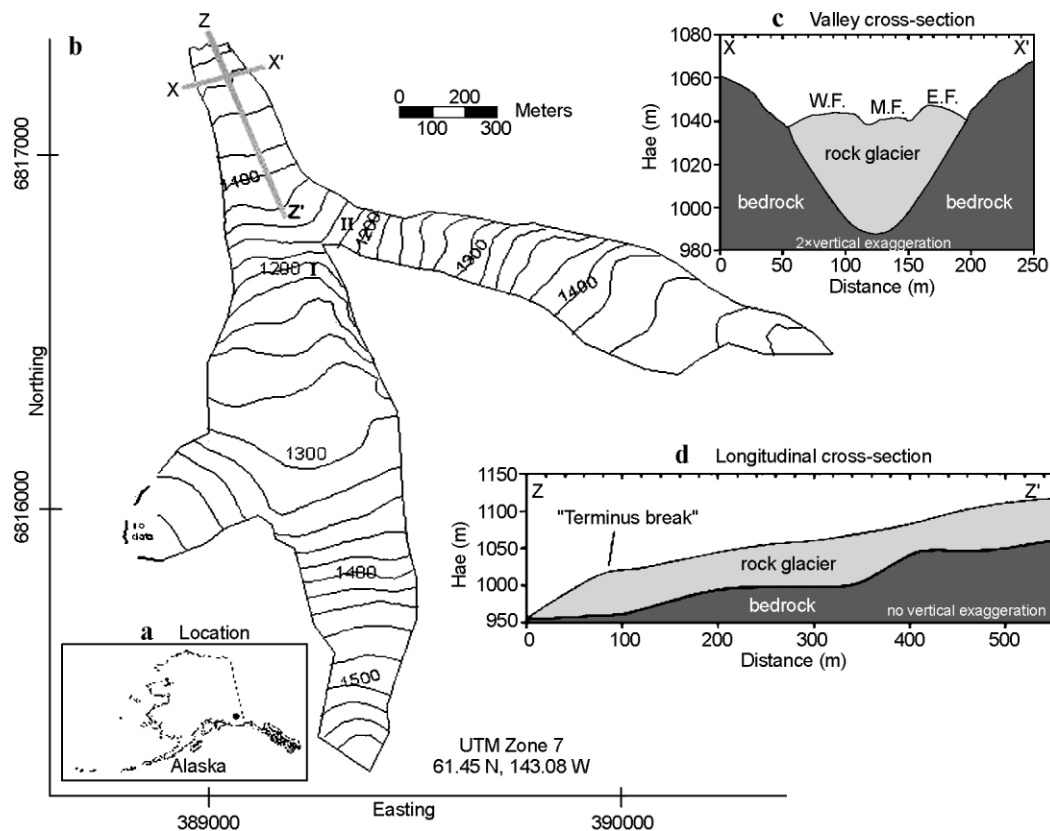 b
Z
X
X'
Z'
0 200
Meters
100 300
1100
II
1200
1300
1400
1200 I
1300
1400
1500
6817000
Northing
6816000
no
data
c Valley cross-section
1080
1060
1040
1020
1000
980
Hae (m)
X
X'
W.F.
M.F.
E.F.
rock glacier
bedrock
bedrock
2×vertical exaggeration
0 50 100 150 200 250
Distance (m)
d Longitudinal cross-section
1150
1100
1050
1000
950
Hae (m)
Z
Z'
"Terminus break"
rock glacier
bedrock
no vertical exaggeration
0 100 200 300 400 500
Distance (m)
a Location
Alaska
UTM Zone 7
61.45 N, 143.08 W
Easting
389000
390000